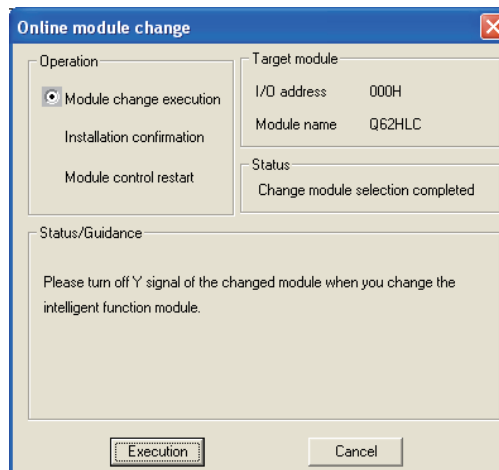 Online module change
Operation
Module change execution
Installation confirmation
Module control restart
Target module
I/O address 000H
Module name Q62HLC
Status
Change module selection completed
Status/Guidance
Please turn off Y signal of the changed module when you change the
intelligent function module.
Execution
Cancel